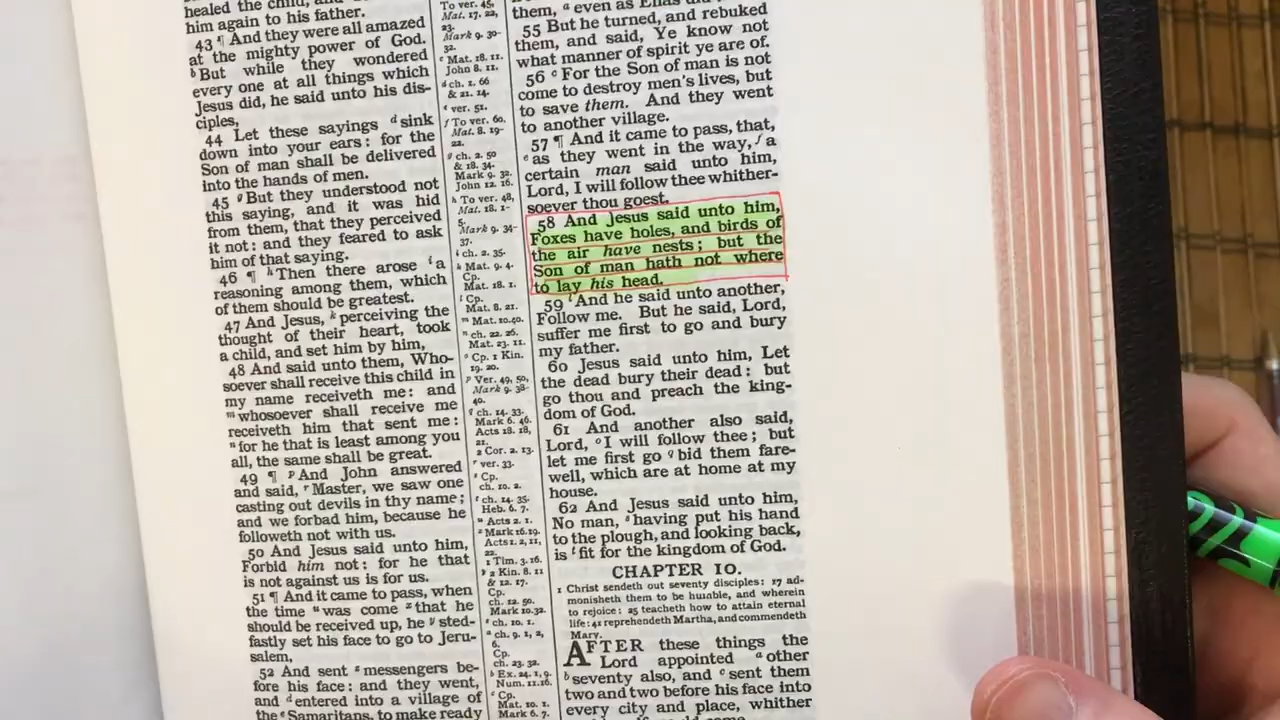 healed the child, and
him again to his father.
43 ¶ And they were all amazed
at the mighty power of God.
b But while they wondered
every one at all things which
Jesus did, he said unto his dis-
ciples,
44 Let these sayings d sink
down into your ears: for the
Son of man shall be delivered
into the hands of men.
45 g But they understood not
this saying, and it was hid
from them, that they perceived
it not: and they feared to ask
him of that saying.
46 ¶ h Then there arose i a
reasoning among them, which
of them should be greatest.
47 And Jesus, k perceiving the
thought of their heart, took
a child, and set him by him,
48 And said unto them, Who-
soever shall receive this child in
my name receiveth me: and
m whosoever shall receive me
receiveth him that sent me:
n for he that is least among you
all, the same shall be great.
49 ¶ p And John answered
and said, r Master, we saw one
casting out devils in thy name;
and we forbad him, because he
followeth not with us.
50 And Jesus said unto him,
Forbid him not: for he that
is not against us is for us.
51 ¶ And it came to pass, when
the time u was come x that he
should be received up, he y sted-
fastly set his face to go to Jeru-
salem,
52 And sent z messengers be-
fore his face: and they went,
and d entered into a village of
the e Samaritans, to make ready
To ver. 45,
Mat. 17. 22,
23.
Mark 9. 30-
32.
c Mat. 18. 11.
John 8. 11.
d ch. 1. 66
& 21. 14.
e ver. 51.
f To ver. 60,
Mat. 8. 19-
22.
g ch. 2. 50
& 18. 34.
Mark 9. 32.
John 12. 16.
h To ver. 48,
Mat. 18. 1-
5.
Mark 9. 34-
37.
i ch. 2. 35.
k Mat. 9. 4.
Cp.
Mat. 18. 1.
l Cp.
Mat. 8. 21.
m Mat. 10. 40.
n ch. 22. 26.
Mat. 23. 11.
o Cp. 1 Kin.
19. 20.
p Ver. 49, 50,
Mark 9. 38-
40.
q ch. 14. 33.
Mark 6. 46.
Acts 18. 18,
21.
2 Cor. 2. 13.
r ver. 33.
s Cp.
ch. 10. 2.
t ch. 14. 35.
Heb. 6. 7.
u Acts 2. 1.
x Mark 16. 19.
Acts 1. 2, 11,
22.
1 Tim. 3. 16.
y 2 Kin. 8. 11
& 12. 17.
Cp.
ch. 12. 50.
Mark 10. 32.
z ch. 10. 1.
a ch. 9. 1, 2,
6.
Cp.
ch. 23. 32.
b Ex. 24. 1, 9.
Num. 11. 16.
c Cp.
Mat. 10. 1.
Mark 6. 7.
them, a even as Elias did
55 But he turned, and rebuked
them, and said, Ye know not
what manner of spirit ye are of.
56 c For the Son of man is not
come to destroy men's lives, but
to save them. And they went
to another village.
57 ¶ And it came to pass, that,
e as they went in the way, f a
certain man said unto him,
Lord, I will follow thee whither-
soever thou goest.
58 And Jesus said unto him,
Foxes have holes, and birds of
the air have nests; but the
Son of man hath not where
to lay his head.
59 l And he said unto another,
Follow me. But he said, Lord,
suffer me first to go and bury
my father.
60 Jesus said unto him, Let
the dead bury their dead: but
go thou and preach the king-
dom of God.
61 And another also said,
Lord, o I will follow thee; but
let me first go q bid them fare-
well, which are at home at my
house.
62 And Jesus said unto him,
No man, s having put his hand
to the plough, and looking back,
is t fit for the kingdom of God.
CHAPTER 10.
1 Christ sendeth out seventy disciples: 17 ad-
monisheth them to be humble, and wherein
to rejoice: 25 teacheth how to attain eternal
life: 41 reprehendeth Martha, and commendeth
Mary.
AFTER these things the
Lord appointed a other
b seventy also, and c sent them
two and two before his face into
every city and place, whither